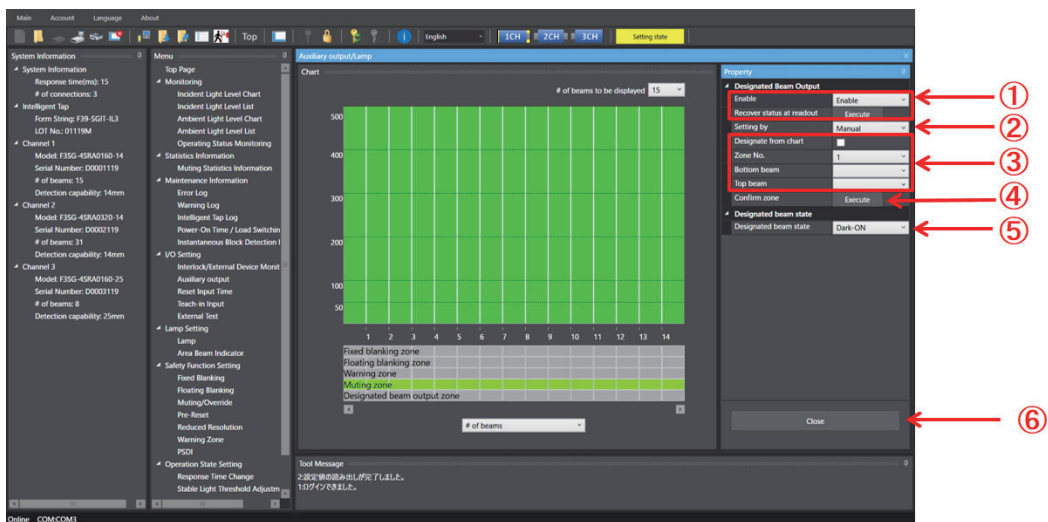 Main Account Language About
Top English 1CH 2CH 3CH Setting state
System Information
System Information
Response time(ms): 15
# of connections: 3
Intelligent Tap
Form String: F39-SGIT-IL3
LOT No.: 01119M
Channel 1
Model: F3SG-4SRA0160-14
Serial Number: D0001119
# of beams: 15
Detection capability: 14mm
Channel 2
Model: F3SG-4SRA0320-14
Serial Number: D0002119
# of beams: 31
Detection capability: 14mm
Channel 3
Model: F3SG-4SRA0160-25
Serial Number: D0003119
# of beams: 8
Detection capability: 25mm
Menu
Top Page
Monitoring
Incident Light Level Chart
Incident Light Level List
Ambient Light Level Chart
Ambient Light Level List
Operating Status Monitoring
Statistics Information
Muting Statistics Information
Maintenance Information
Error Log
Warning Log
Intelligent Tap Log
Power-On Time / Load Switchin
Instantaneous Block Detection I
I/O Setting
Interlock/External Device Monit
Auxiliary output
Reset Input Time
Teach-in Input
External Test
Lamp Setting
Lamp
Area Beam Indicator
Safety Function Setting
Fixed Blanking
Floating Blanking
Muting/Override
Pre-Reset
Reduced Resolution
Warning Zone
PSDI
Operation State Setting
Response Time Change
Stable Light Threshold Adjustm
Auxiliary output/Lamp
Chart
# of beams to be displayed 15
500
400
300
200
100
50
1 2 3 4 5 6 7 8 9 10 11 12 13 14
Fixed blanking zone
Floating blanking zone
Warning zone
Muting zone
Designated beam output zone
# of beams
Property
Designated Beam Output
Enable Enable
Recover status at readout Execute
Setting by Manual
Designate from chart
Zone No. 1
Bottom beam
Top beam
Confirm zone Execute
Designated beam state
Designated beam state Dark-ON
Close
①
②
③
④
⑤
⑥
Tool Message
2:設定値の読み出しが完了しました。
1:ログインできました。
Online COM:COM3